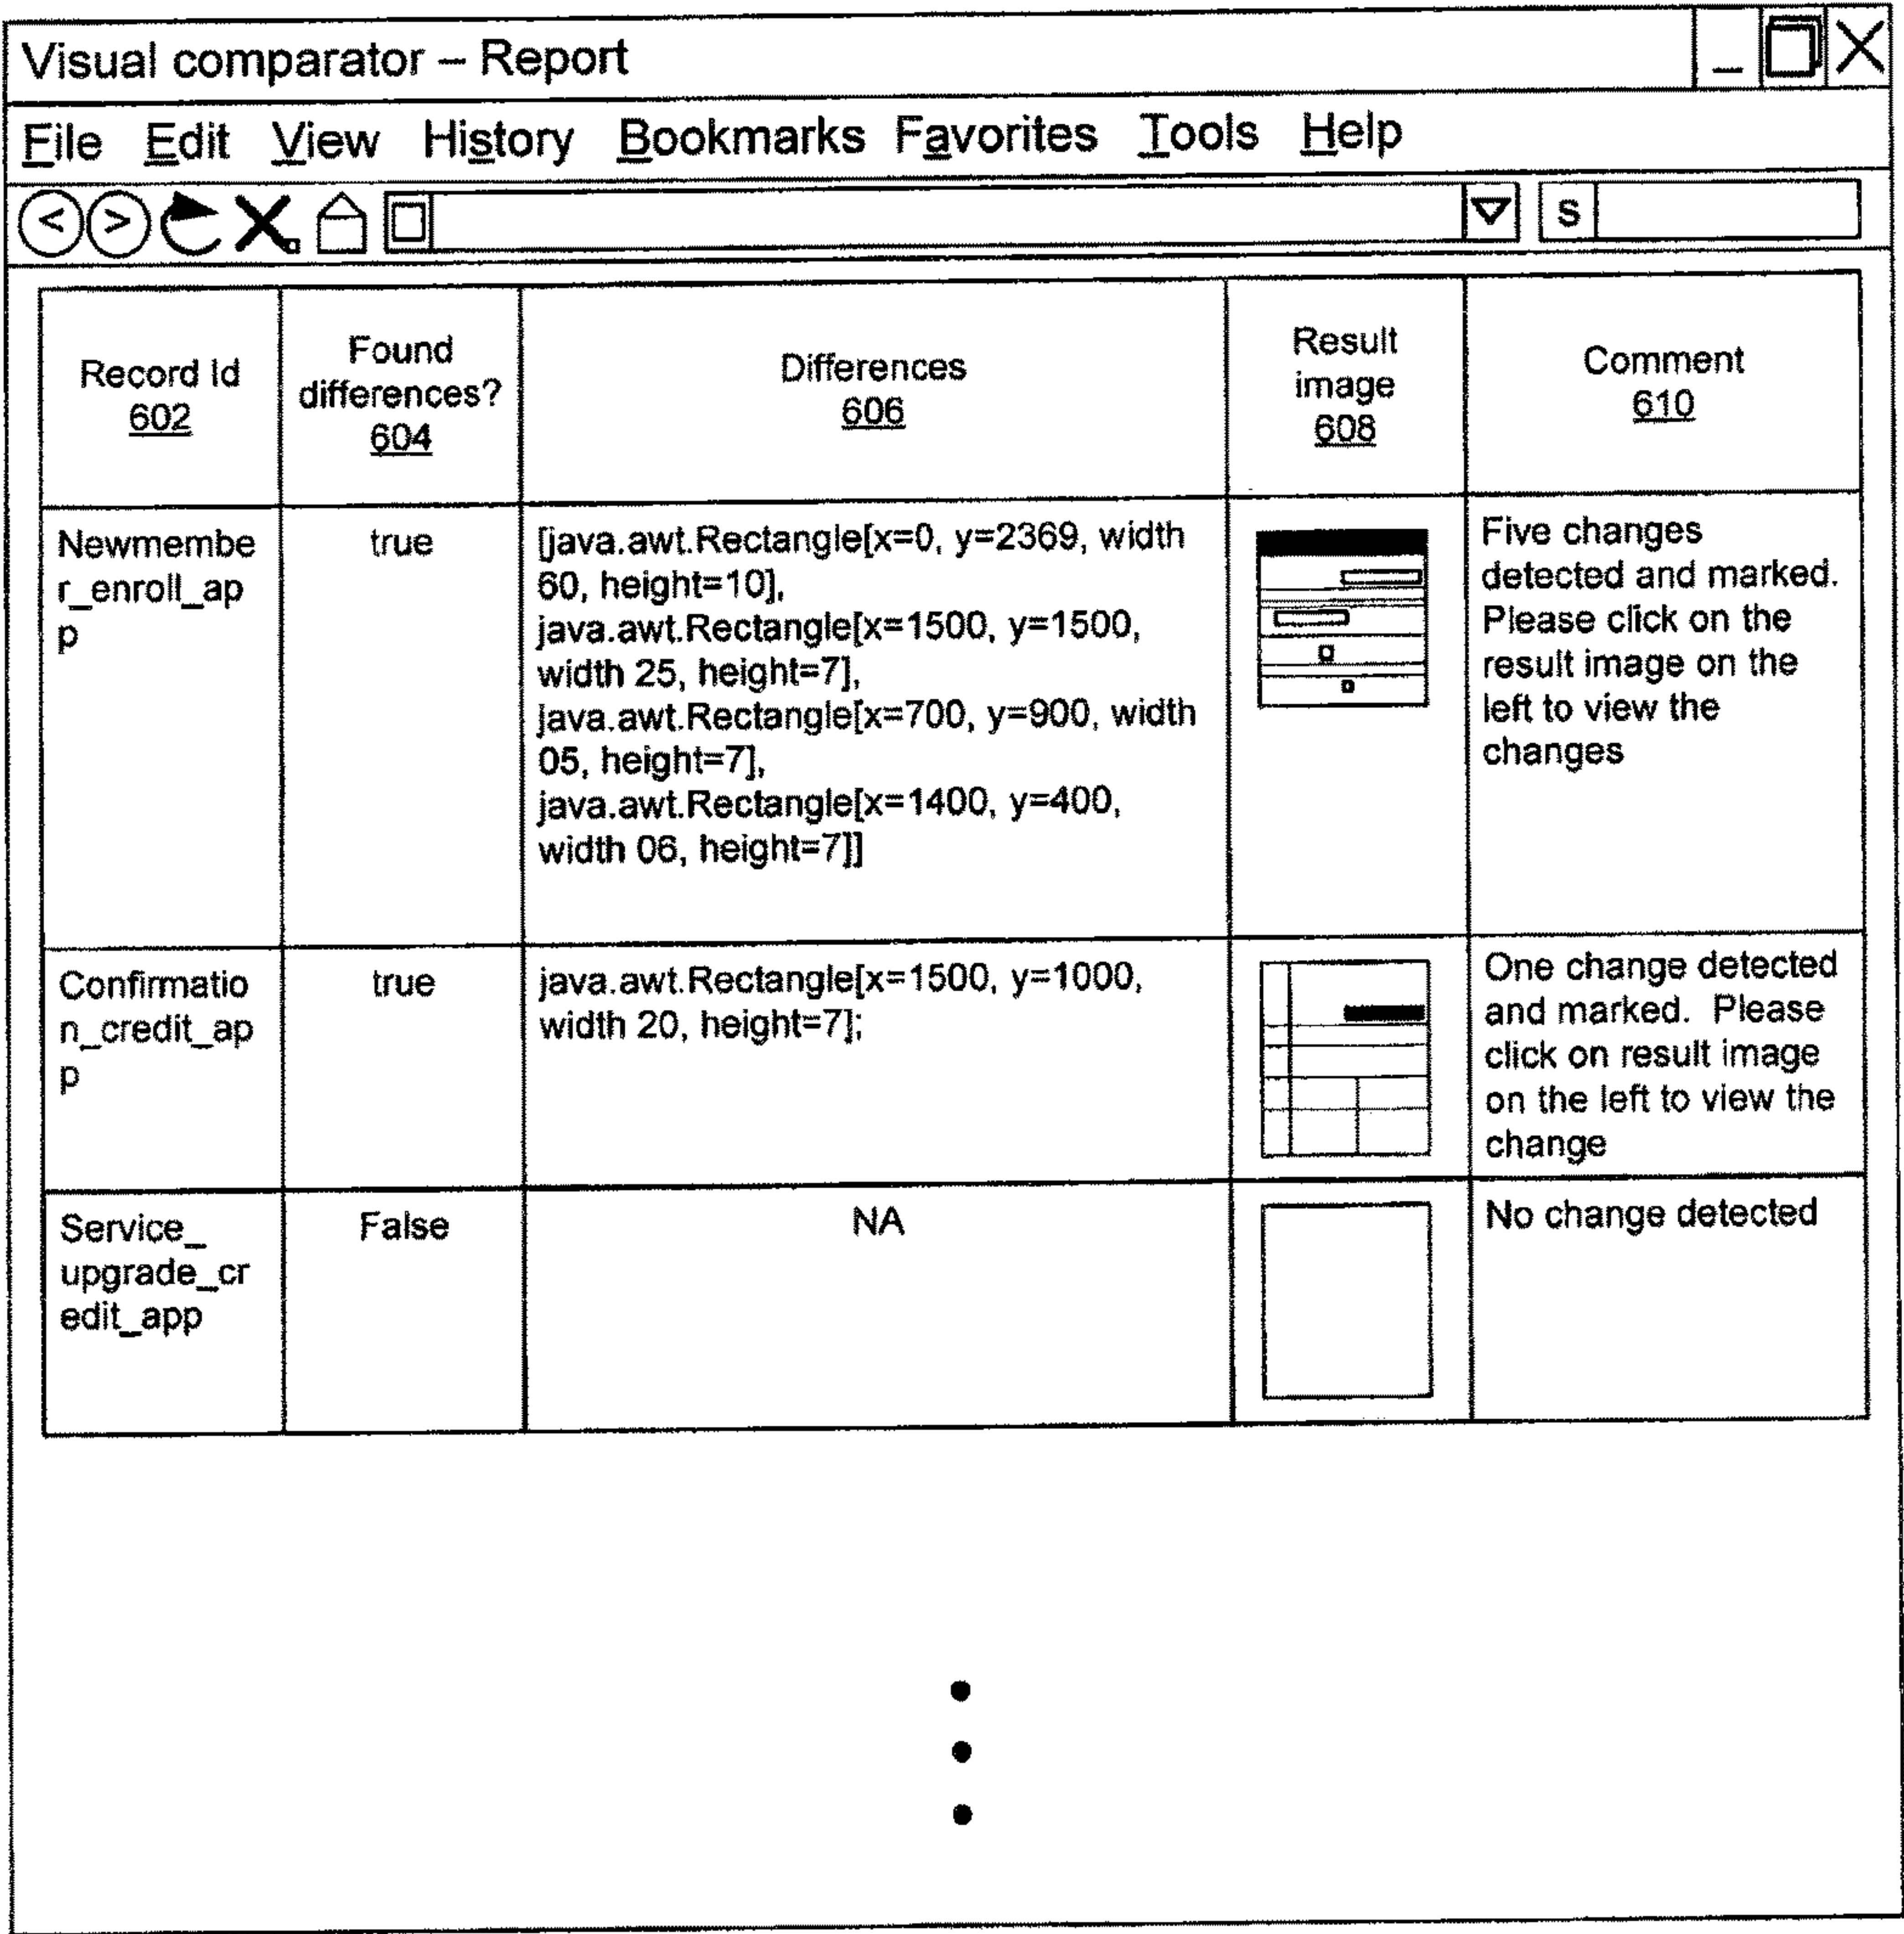 Visual comparator – Report
File Edit View History Bookmarks Favorites Tools Help
< > S
Record Id
602
Found
differences?
604
Differences
606
Result
image
608
Comment
610
Newmembe
r_enroll_ap
p
true
[java.awt.Rectangle[x=0, y=2369, width
60, height=10],
java.awt.Rectangle[x=1500, y=1500,
width 25, height=7],
java.awt.Rectangle[x=700, y=900, width
05, height=7],
java.awt.Rectangle[x=1400, y=400,
width 06, height=7]]
Five changes
detected and marked.
Please click on the
result image on the
left to view the
changes
Confirmatio
n_credit_ap
p
true
java.awt.Rectangle[x=1500, y=1000,
width 20, height=7];
One change detected
and marked. Please
click on result image
on the left to view the
change
Service_
upgrade_cr
edit_app
False
NA
No change detected